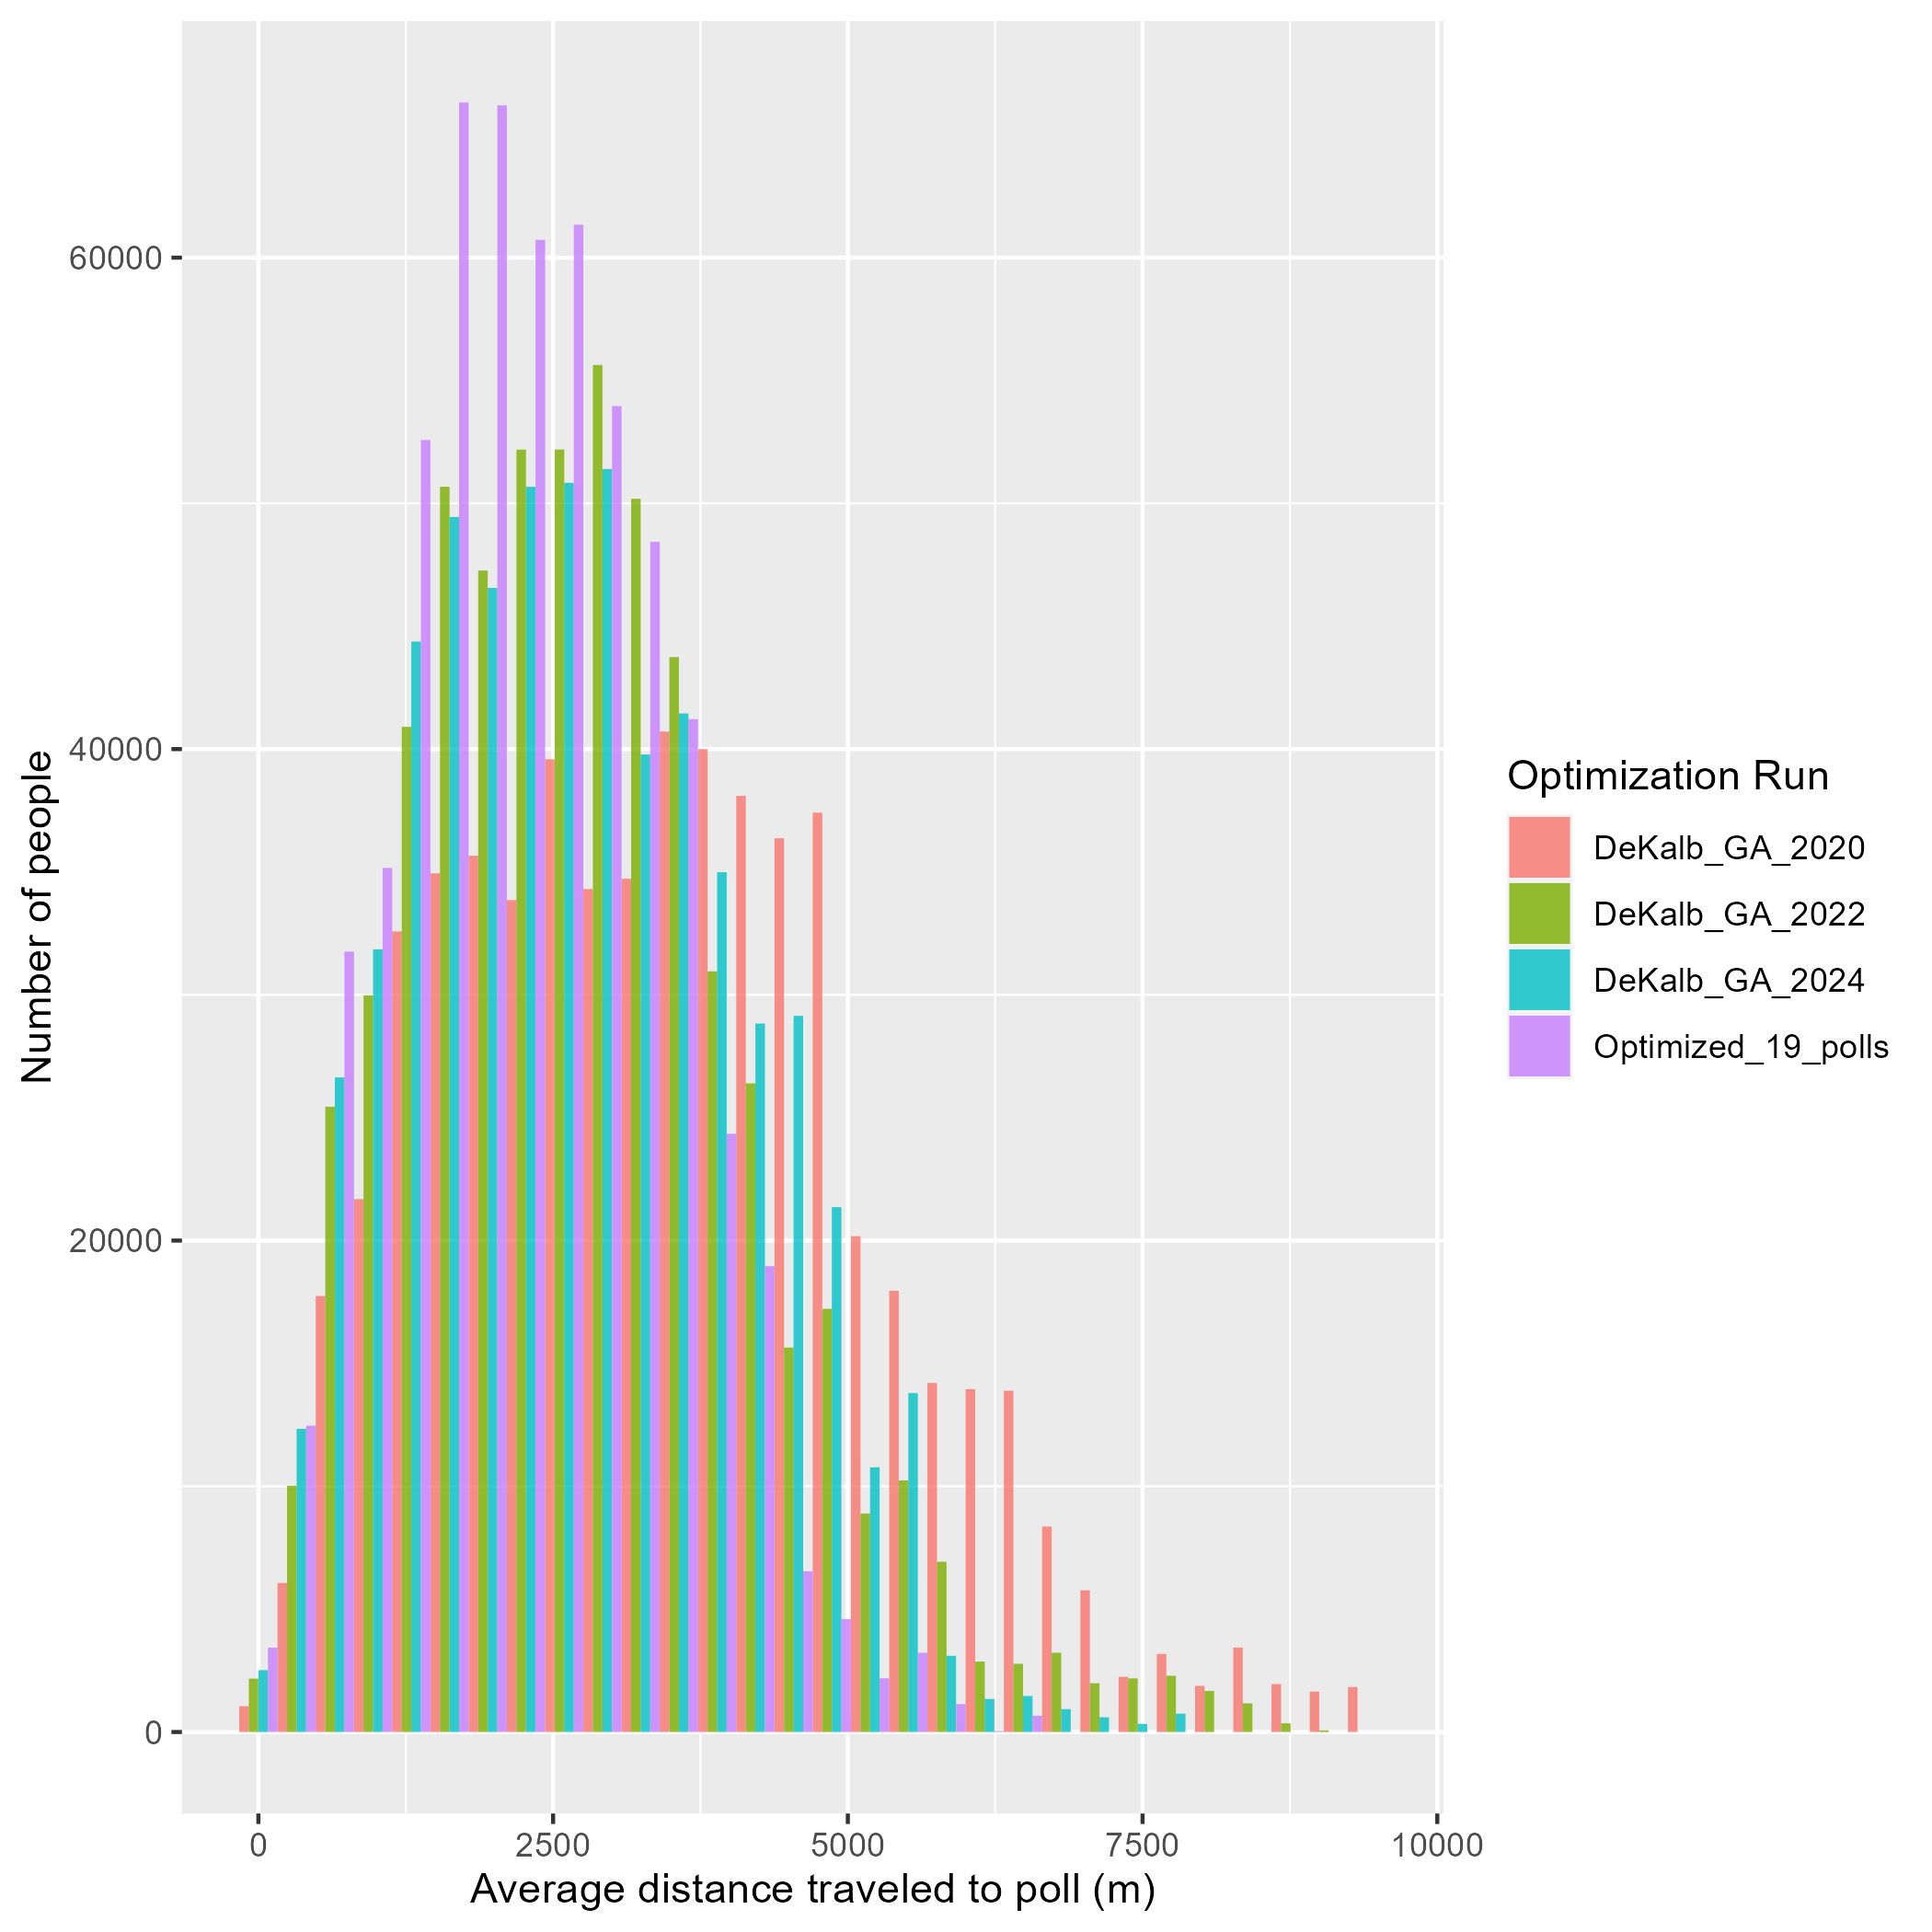 60000
40000
20000
0
Number of people
0 2500 5000 7500 10000
Average distance traveled to poll (m)
Optimization Run
DeKalb_GA_2020
DeKalb_GA_2022
DeKalb_GA_2024
Optimized_19_polls